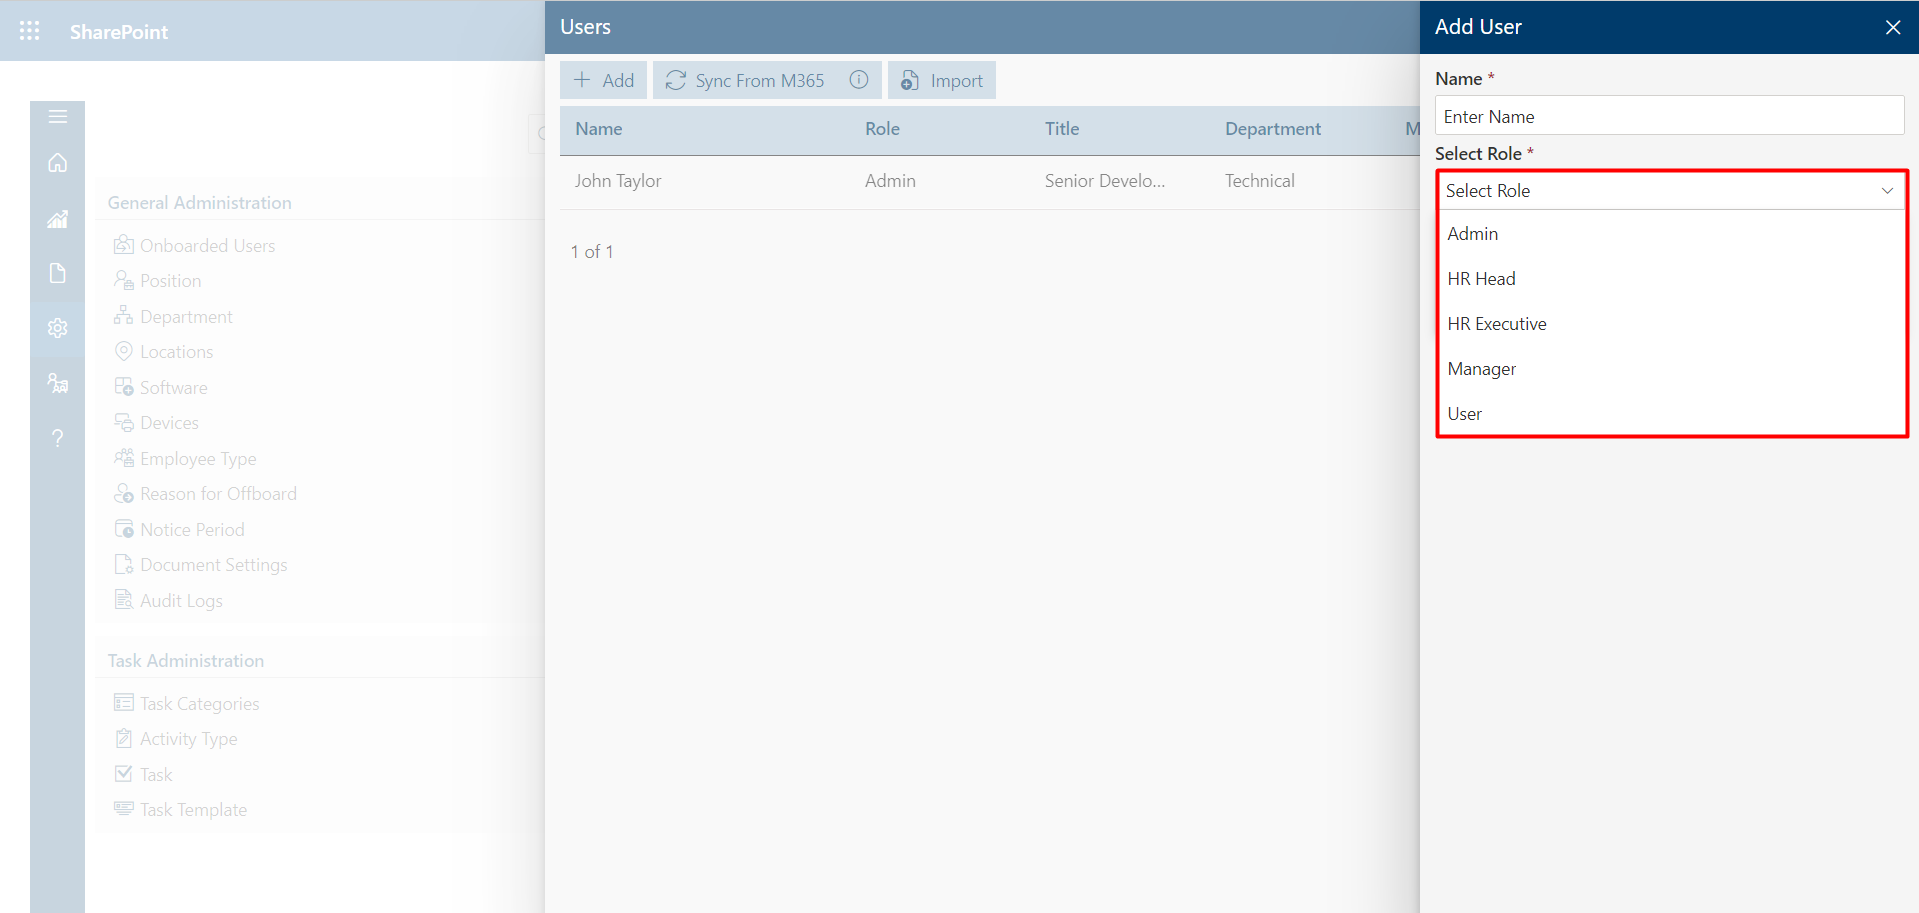 SharePoint
General Administration
Onboarded Users
Position
Department
Locations
Software
Devices
Employee Type
Reason for Offboard
Notice Period
Document Settings
Audit Logs
Task Administration
Task Categories
Activity Type
Task
Task Template
Users
Add Sync From M365 Import
Name Role Title Department M
John Taylor Admin Senior Develo... Technical
1 of 1
Add User
Name *
Enter Name
Select Role *
Select Role
Admin
HR Head
HR Executive
Manager
User